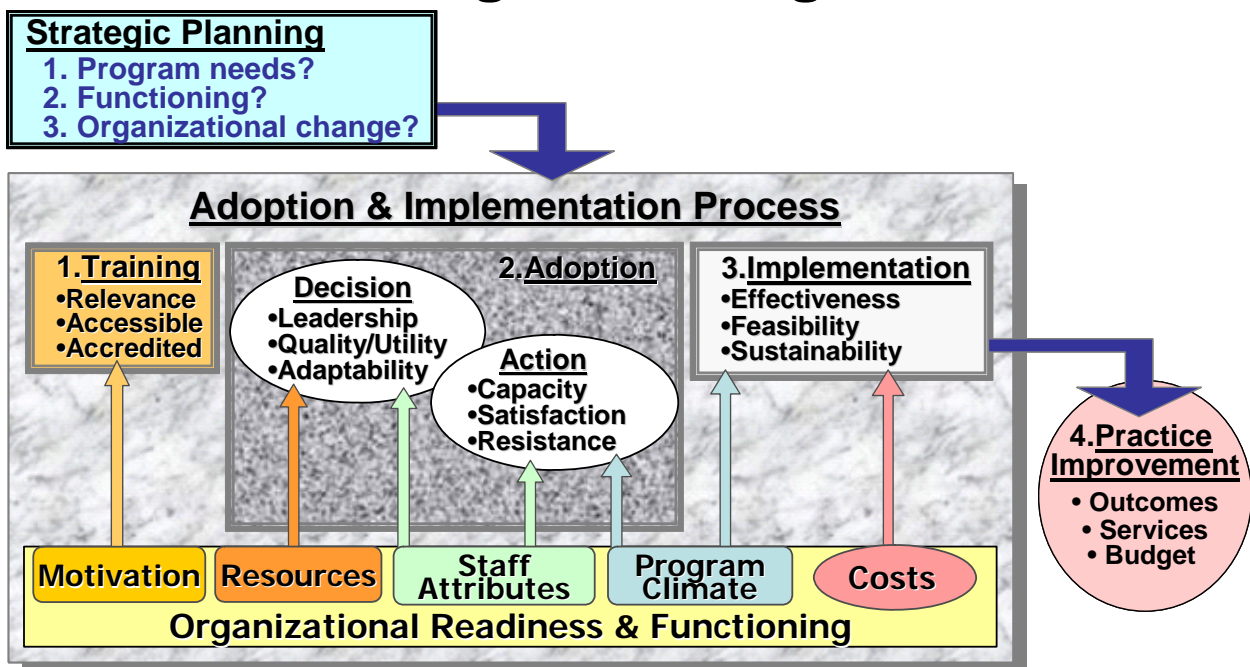 Strategic Planning
1. Program needs?
2. Functioning?
3. Organizational change?
Adoption & Implementation Process
1.Training
•Relevance
•Accessible
•Accredited
2.Adoption
Decision
•Leadership
•Quality/Utility
•Adaptability
Action
•Capacity
•Satisfaction
•Resistance
3.Implementation
•Effectiveness
•Feasibility
•Sustainability
4.Practice
Improvement
• Outcomes
• Services
• Budget
Motivation
Resources
Staff
Attributes
Program
Climate
Costs
Organizational Readiness & Functioning